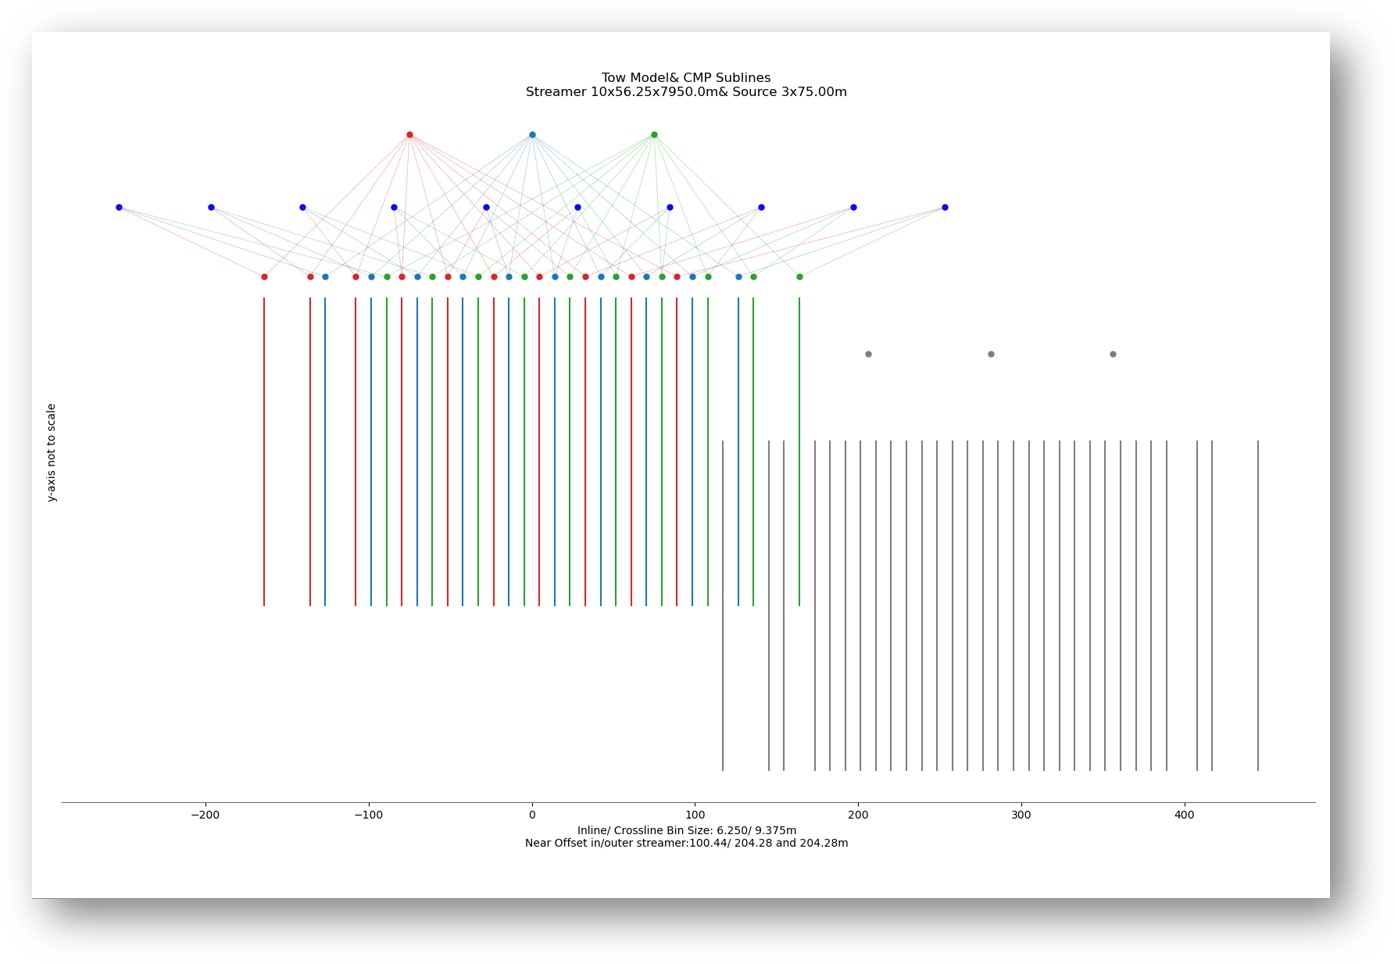 Tow Model& CMP Sublines
Streamer 10x56.25x7950.0m& Source 3x75.00m
y-axis not to scale
−200 −100 0 100 200 300 400
Inline/ Crossline Bin Size: 6.250/ 9.375m
Near Offset in/outer streamer:100.44/ 204.28 and 204.28m